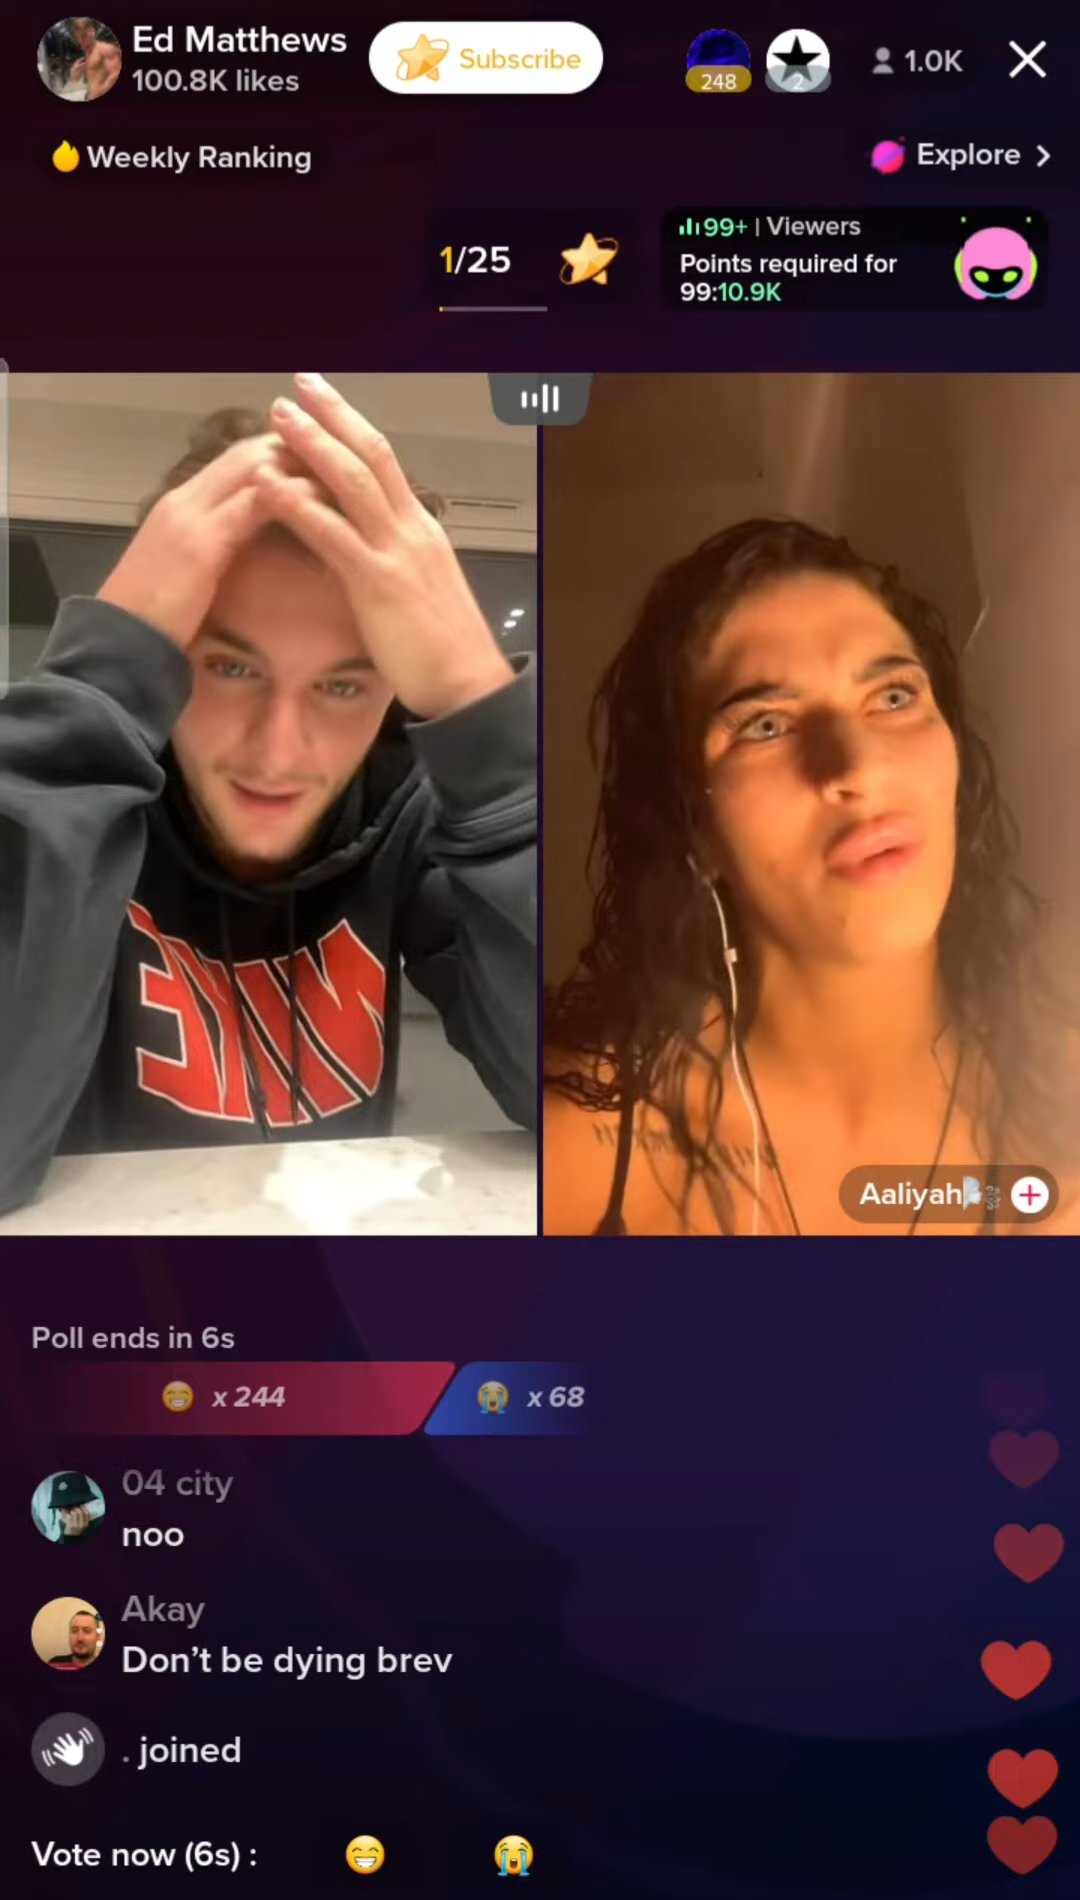 Ed Matthews
100.8K likes
Subscribe
248
2
1.0K
Weekly Ranking
Explore
1/25
99+ | Viewers
Points required for
99:10.9K
Aaliyah
Poll ends in 6s
x 244
x 68
04 city
noo
Akay
Don't be dying brev
. joined
Vote now (6s) :